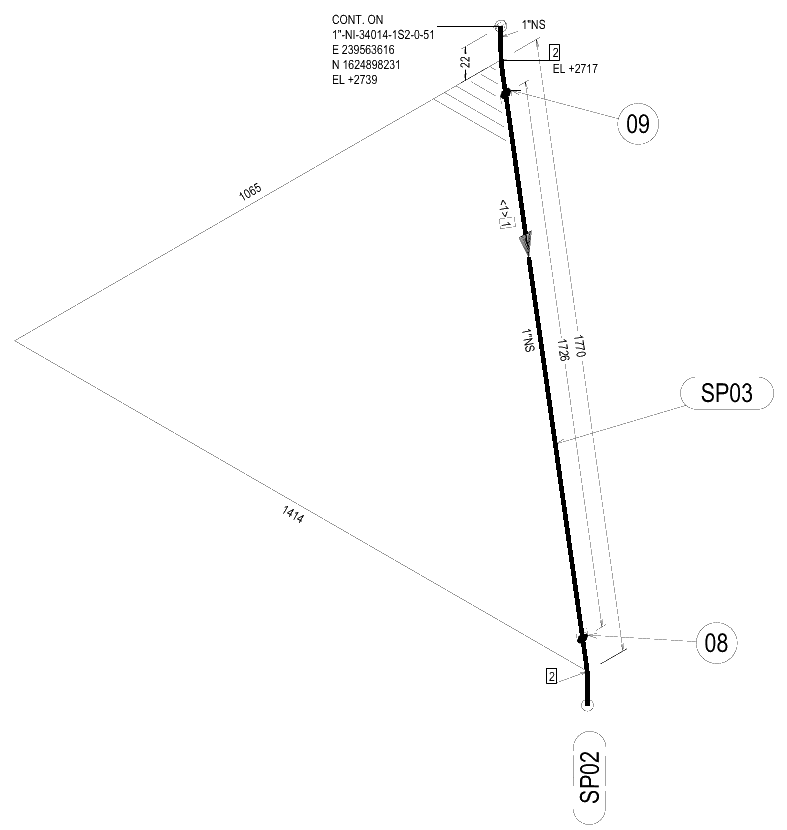 CONT. ON
1"-NI-34014-1S2-0-51
E 239563616
N 1624898231
EL +2739
1"NS
2
EL +2717
22
09
1065
<1>1
1"NS
1726
1770
SP03
1414
08
2
SP02